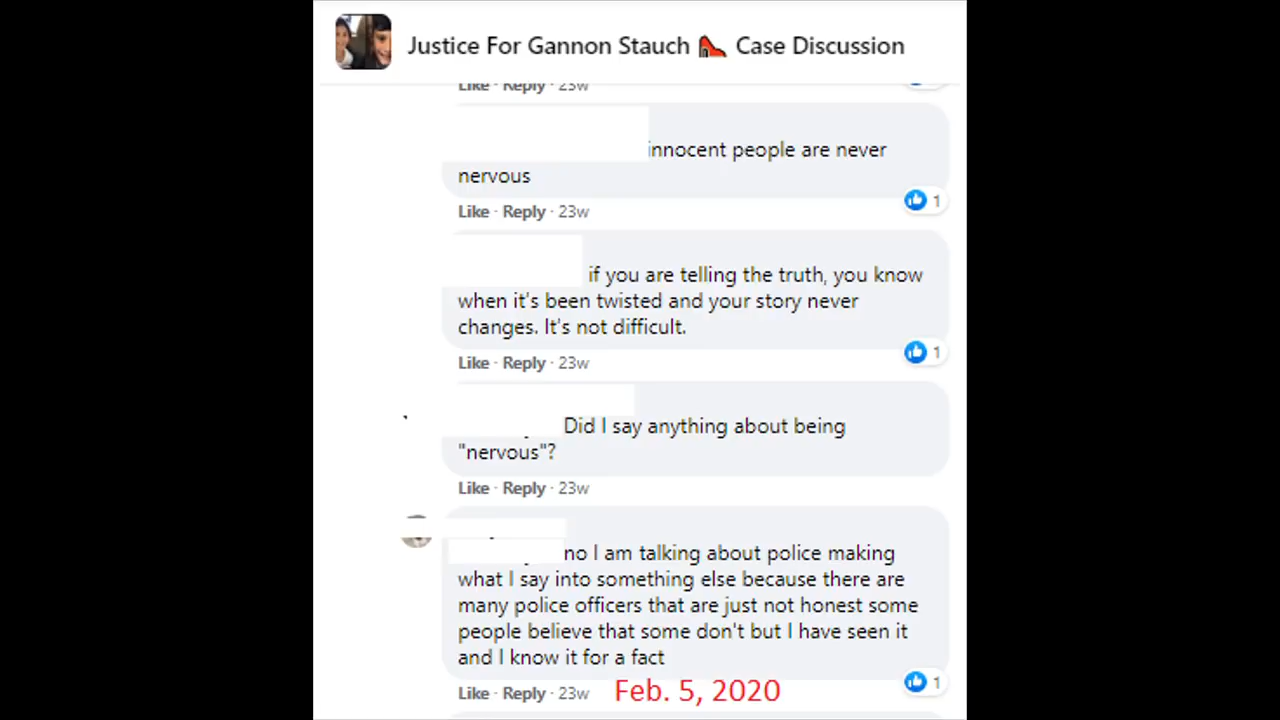 Justice For Gannon Stauch 👠 Case Discussion
Like · Reply · 23w
innocent people are never
nervous
1
Like · Reply · 23w
if you are telling the truth, you know
when it's been twisted and your story never
changes. It's not difficult.
1
Like · Reply · 23w
Did I say anything about being
"nervous"?
Like · Reply · 23w
no I am talking about police making
what I say into something else because there are
many police officers that are just not honest some
people believe that some don't but I have seen it
and I know it for a fact
1
Like · Reply · 23w Feb. 5, 2020